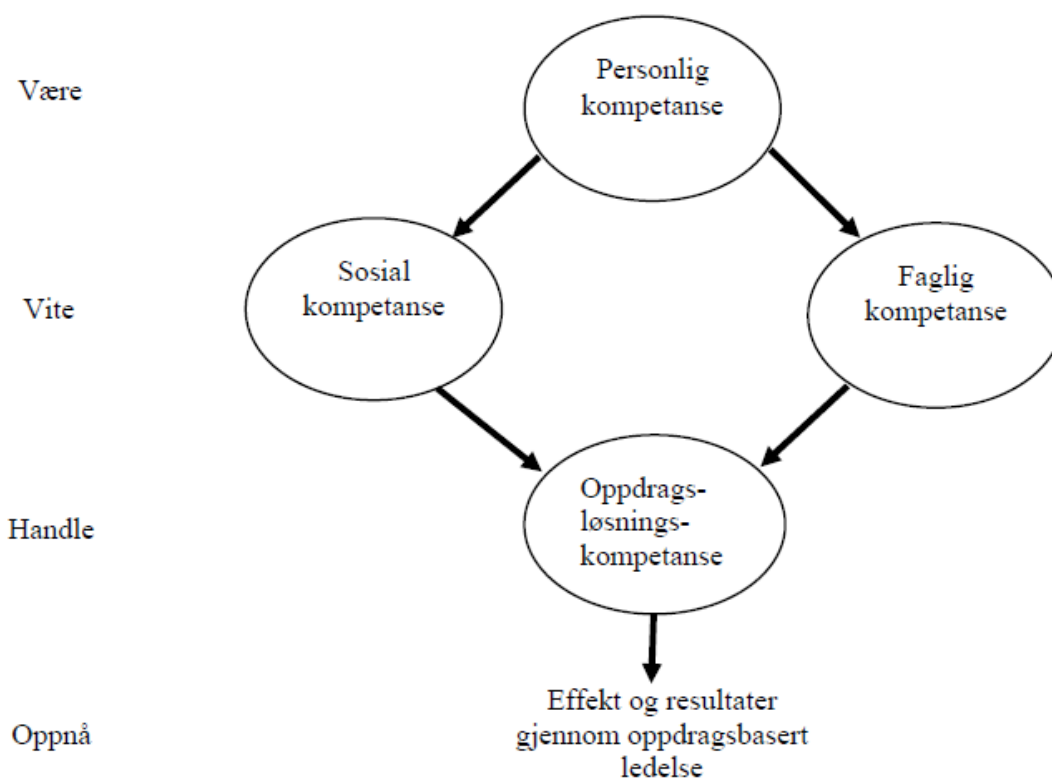 Være
Personlig
kompetanse
Vite
Sosial
kompetanse
Faglig
kompetanse
Handle
Oppdrags-
løsnings-
kompetanse
Oppnå
Effekt og resultater
gjennom oppdragsbasert
ledelse